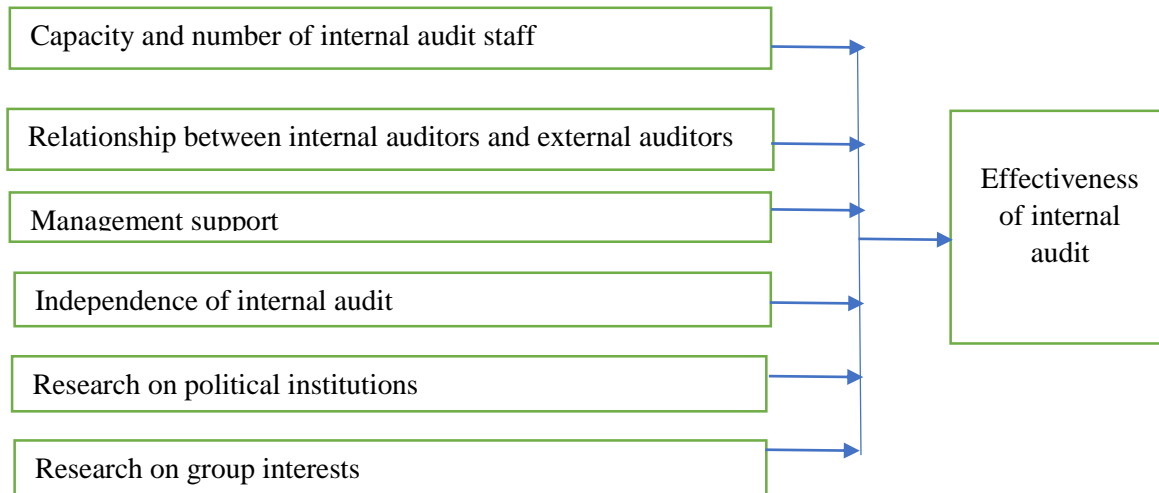 Capacity and number of internal audit staff
Relationship between internal auditors and external auditors
Management support
Independence of internal audit
Research on political institutions
Research on group interests
Effectiveness
of internal
audit